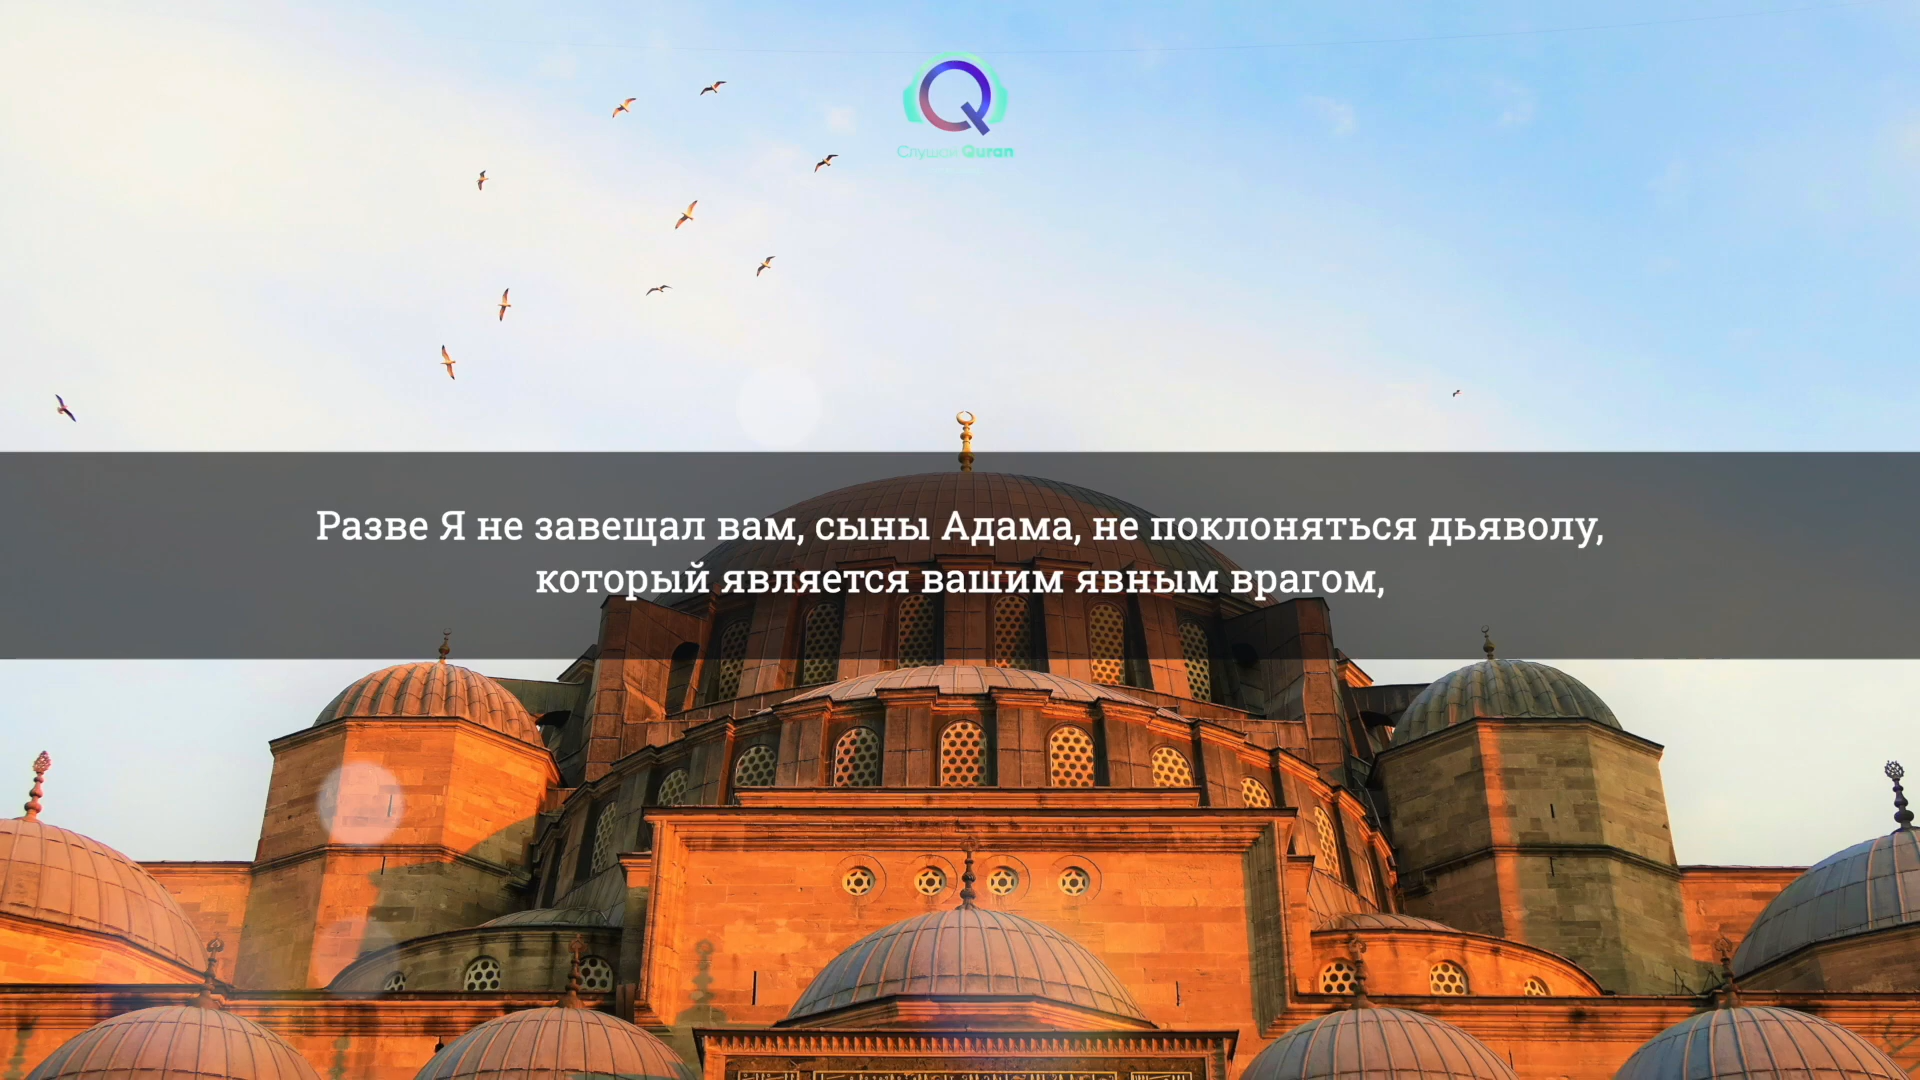 Слушай Quran
Разве Я не завещал вам, сыны Адама, не поклоняться дьяволу,
который является вашим явным врагом,